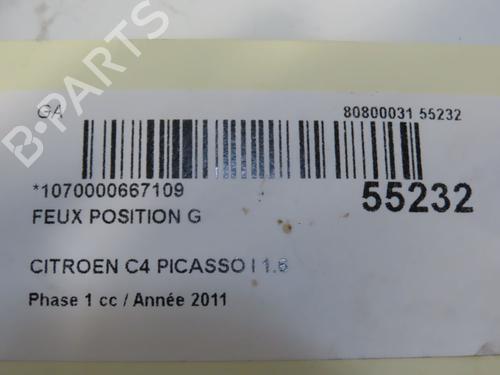 GA
80800031 55232
*1070000667109
55232
FEUX POSITION G
CITROEN C4 PICASSO I 1.6
Phase 1 cc / Année 2011
B-PARTS